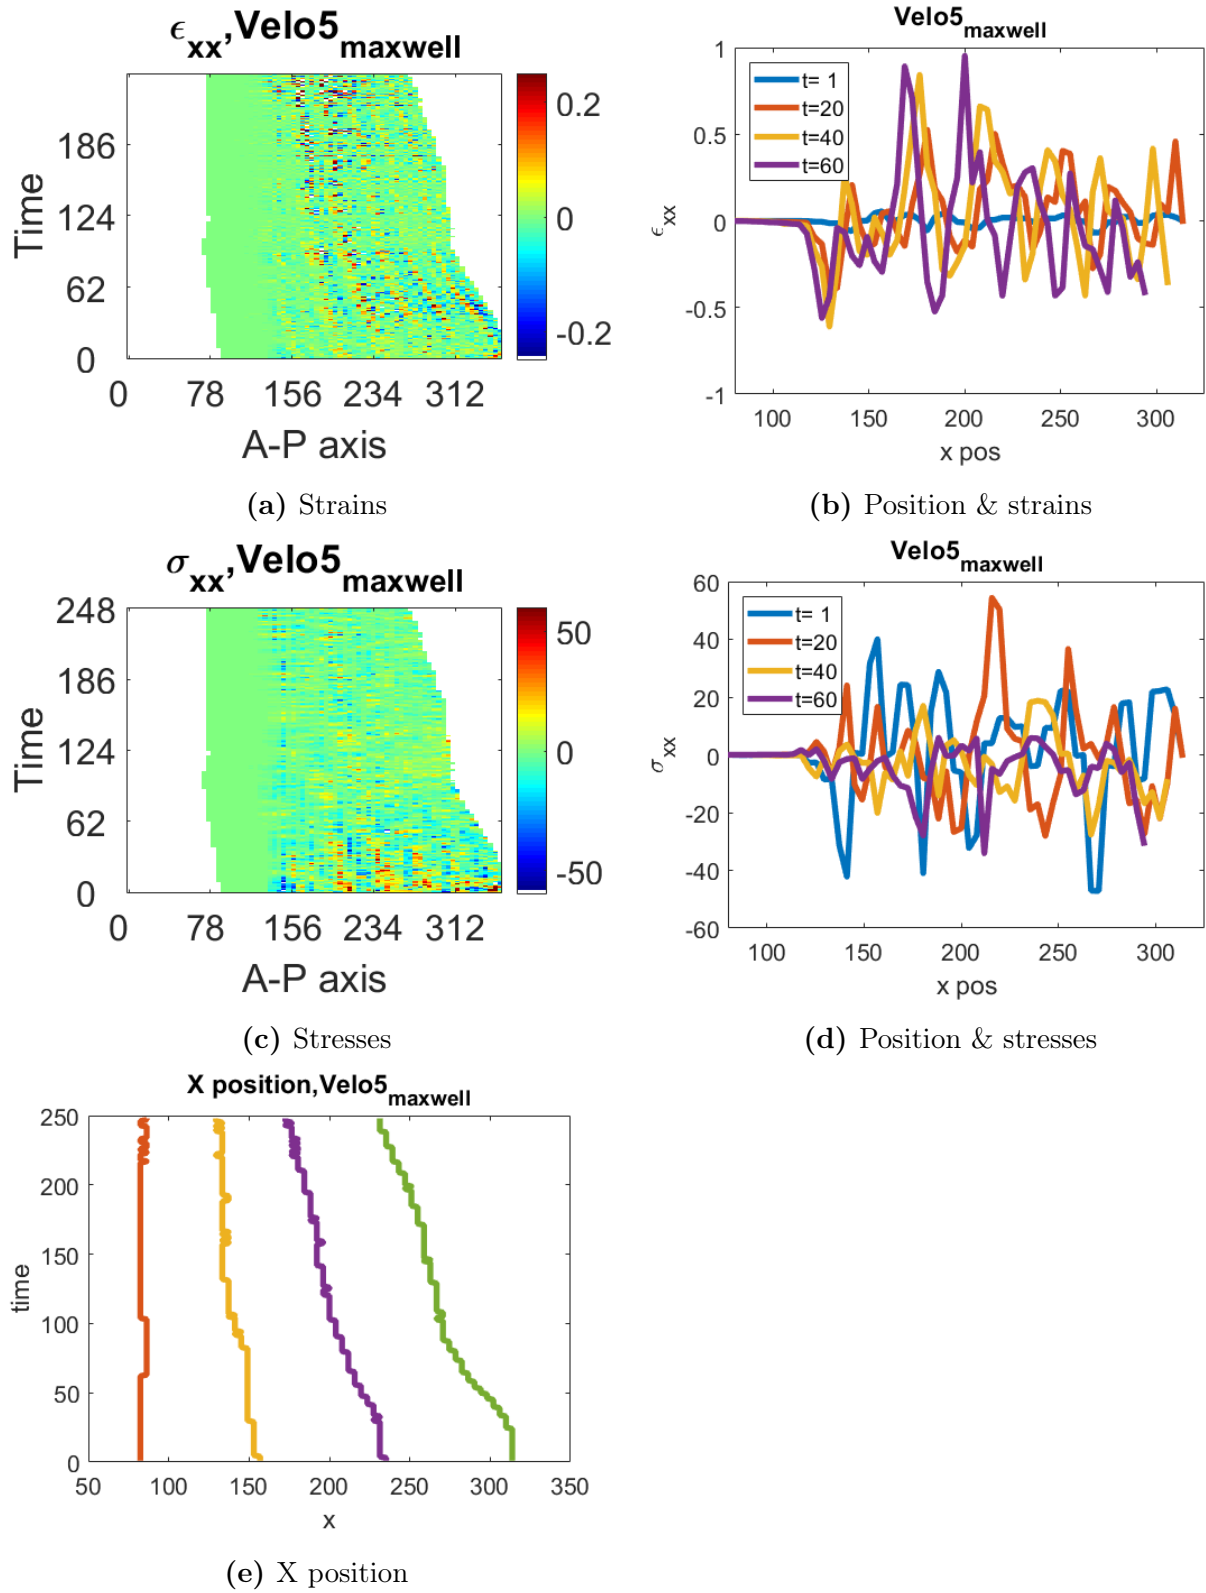 ϵxx,Velo5maxwell
0.2
0
-0.2
186
124
62
0
Time
0 78 156 234 312
A-P axis
(a) Strains
Velo5maxwell
t= 1
t=20
t=40
t=60
1
0.5
0
-0.5
-1
ϵxx
100 150 200 250 300
x pos
(b) Position & strains
σxx,Velo5maxwell
50
0
-50
248
186
124
62
0
Time
0 78 156 234 312
A-P axis
(c) Stresses
Velo5maxwell
t= 1
t=20
t=40
t=60
60
40
20
0
-20
-40
-60
σxx
100 150 200 250 300
x pos
(d) Position & stresses
X position,Velo5maxwell
250
200
150
100
50
0
time
50 100 150 200 250 300 350
x
(e) X position